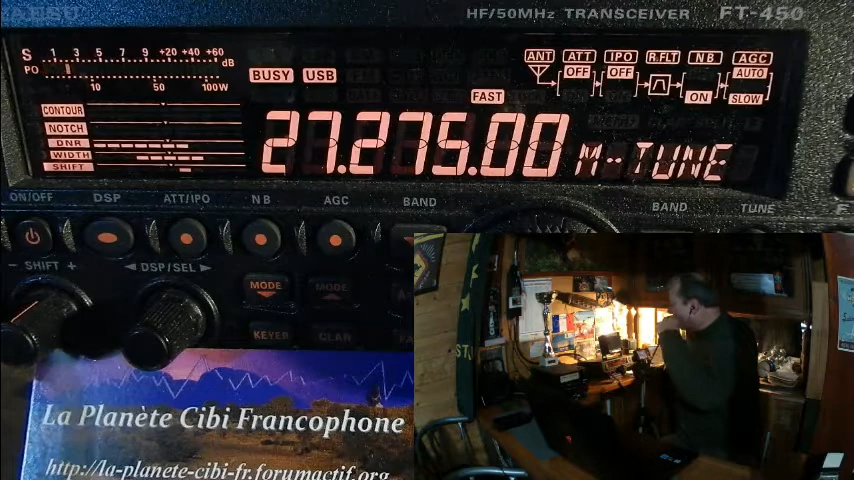 YAESU
HF/50MHz TRANSCEIVER FT-450
S 1 3 5 7 9 +20 +40 +60 dB
PO 10 50 100W
BUSY USB
FAST
ANT ATT IPO R.FLT NB AGC
OFF OFF AUTO
ON SLOW
CONTOUR
NOTCH
DNR
WIDTH
SHIFT
27.275.00 M-TUNE
ON/OFF DSP ATT/IPO NB AGC BAND BAND TUNE
- SHIFT + DSP/SEL
MODE MODE
KEYER CLAR
La Planète Cibi Francophone
http://la-planete-cibi-fr.forumactif.org